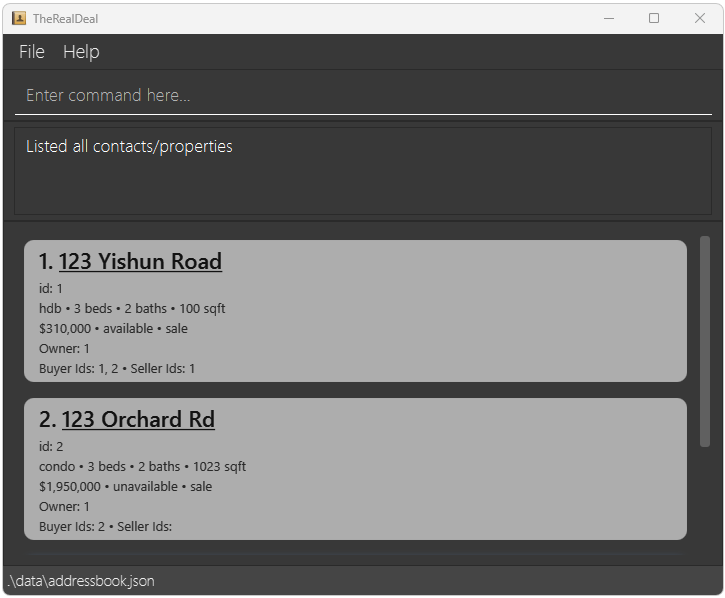 TheRealDeal
File Help
Enter command here...
Listed all contacts/properties
1. 123 Yishun Road
id: 1
hdb • 3 beds • 2 baths • 100 sqft
$310,000 • available • sale
Owner: 1
Buyer Ids: 1, 2 • Seller Ids: 1
2. 123 Orchard Rd
id: 2
condo • 3 beds • 2 baths • 1023 sqft
$1,950,000 • unavailable • sale
Owner: 1
Buyer Ids: 2 • Seller Ids:
.\data\addressbook.json